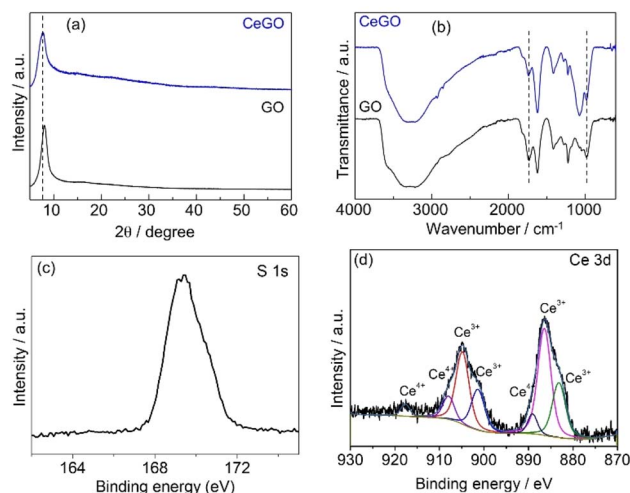 (a)
CeGO
GO
Intensity / a.u.
10 20 30 40 50 60
2θ / degree
(b)
CeGO
GO
Transmittance / a.u.
4000 3000 2000 1000
Wavenumber / cm⁻¹
(c)
S 1s
Intensity / a.u.
164 168 172
Binding energy (eV)
(d)
Ce 3d
Ce³⁺
Ce³⁺
Ce⁴⁺
Ce³⁺
Ce⁴⁺
Ce⁴
Ce³⁺
Intensity / a.u.
930 920 910 900 890 880 870
Binding energy / eV